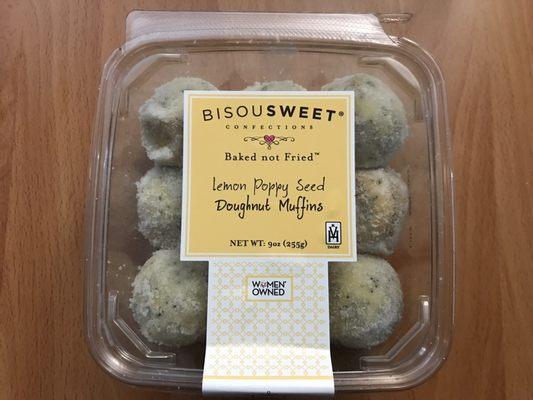 BISOUSWEET®
CONFECTIONS
Baked not Fried™
Lemon Poppy Seed
Doughnut Muffins
NET WT: 9oz (255g)
DAIRY
WOMEN
OWNED